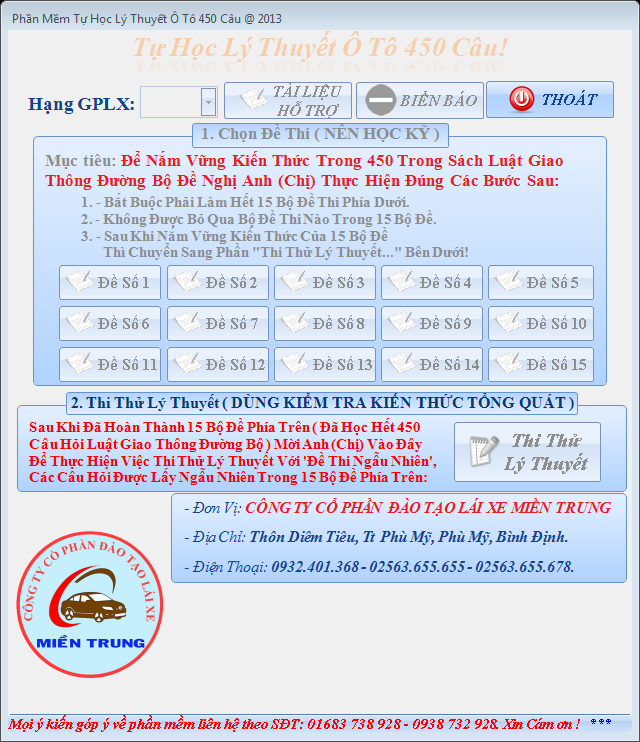 Phần Mềm Tự Học Lý Thuyết Ô Tô 450 Câu @ 2013
Tự Học Lý Thuyết Ô Tô 450 Câu!
Hạng GPLX:
TÀI LIỆU
HỖ TRỢ
BIỂN BÁO
THOÁT
1. Chọn Đề Thi ( NÊN HỌC KỸ )
Mục tiêu: Để Nắm Vững Kiến Thức Trong 450 Trong Sách Luật Giao
Thông Đường Bộ Đề Nghị Anh (Chị) Thực Hiện Đúng Các Bước Sau:
1. - Bắt Buộc Phải Làm Hết 15 Bộ Đề Thi Phía Dưới.
2. - Không Được Bỏ Qua Bộ Đề Thi Nào Trong 15 Bộ Đề.
3. - Sau Khi Nắm Vững Kiến Thức Của 15 Bộ Đề
Thì Chuyển Sang Phần "Thi Thử Lý Thuyết..." Bên Dưới!
Đề Số 1
Đề Số 2
Đề Số 3
Đề Số 4
Đề Số 5
Đề Số 6
Đề Số 7
Đề Số 8
Đề Số 9
Đề Số 10
Đề Số 11
Đề Số 12
Đề Số 13
Đề Số 14
Đề Số 15
2. Thi Thử Lý Thuyết ( DÙNG KIỂM TRA KIẾN THỨC TỔNG QUÁT )
Sau Khi Đã Hoàn Thành 15 Bộ Đề Phía Trên ( Đã Học Hết 450
Câu Hỏi Luật Giao Thông Đường Bộ ) Mời Anh (Chị) Vào Đây
Để Thực Hiện Việc Thi Thử Lý Thuyết Với 'Đề Thi Ngẫu Nhiên',
Các Câu Hỏi Được Lấy Ngẫu Nhiên Trong 15 Bộ Đề Phía Trên:
Thi Thử
Lý Thuyết
- Đơn Vị: CÔNG TY CỔ PHẦN ĐÀO TẠO LÁI XE MIỀN TRUNG
- Địa Chỉ: Thôn Diêm Tiêu, Tt Phù Mỹ, Phù Mỹ, Bình Định.
- Điện Thoại: 0932.401.368 - 02563.655.655 - 02563.655.678.
CÔNG TY CỔ PHẦN ĐÀO TẠO LÁI XE
MIỀN TRUNG
Mọi ý kiến góp ý về phần mềm liên hệ theo SĐT: 01683 738 928 - 0938 732 928. Xin Cám ơn ! ***